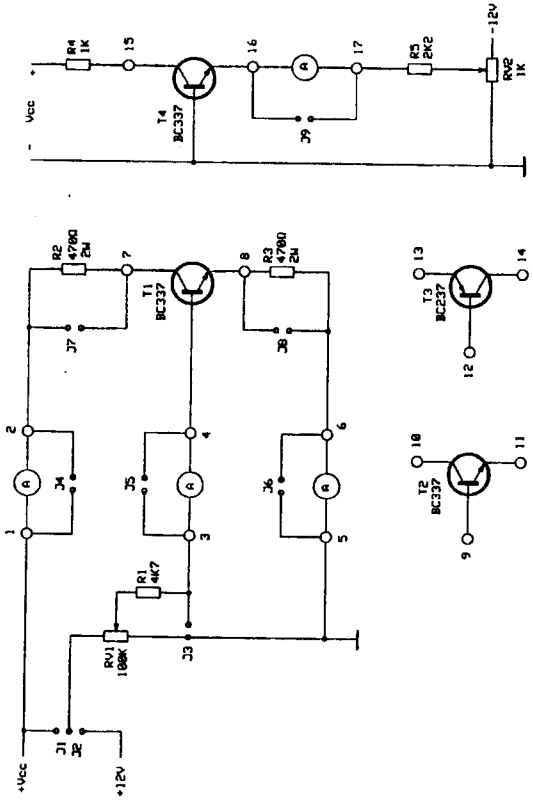 +Vcc
+12V
J1
J2
RV1
100K
R1
4K7
J3
1
2
A
J4
3
4
A
J5
5
6
A
J6
R2
470Ω
2W
7
J7
T1
BC337
8
R3
470Ω
2W
J8
9
10
11
T2
BC337
12
13
14
T3
BC237
- Vcc +
R4
1K
15
T4
BC337
16
A
17
J9
R5
2K2
-12V
RV2
1K